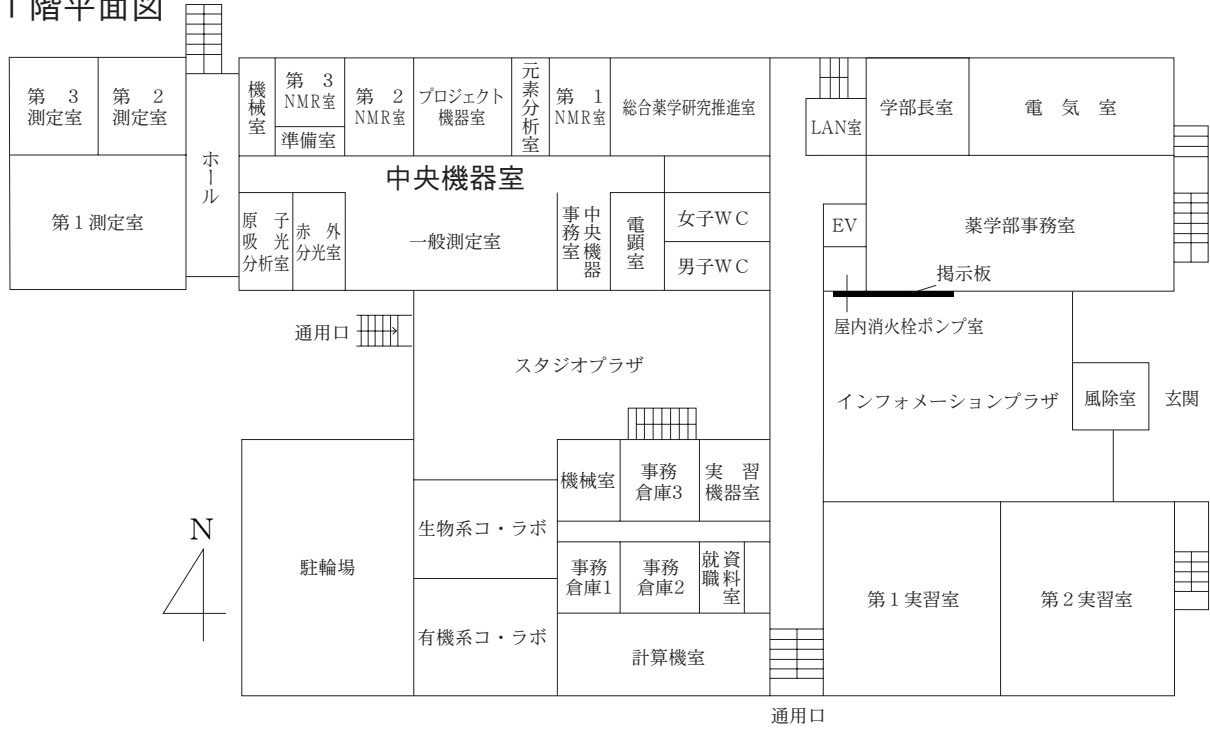 1階平面図
第　3
測定室
第　2
測定室
第1測定室
ホール
機械室
第　3
NMR室
準備室
第　2
NMR室
プロジェクト
機器室
元素分析室
第　1
NMR室
総合薬学研究推進室
LAN室
学部長室
電　気　室
中央機器室
原　子
吸　光
分析室
赤　外
分光室
一般測定室
中央機器
事務室
電顕室
女子WC
男子WC
EV
薬学部事務室
掲示板
屋内消火栓ポンプ室
通用口
スタジオプラザ
インフォメーションプラザ
風除室
玄関
機械室
事務
倉庫3
実　習
機器室
生物系コ・ラボ
N
駐輪場
事務
倉庫1
事務
倉庫2
就職
資料室
第1実習室
第2実習室
有機系コ・ラボ
計算機室
通用口